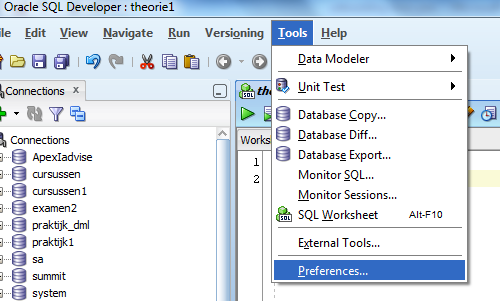 Oracle SQL Developer : theorie1
Edit View Navigate Run Versioning Tools Help
Connections
Connections
ApexIadvise
cursussen
cursussen1
examen2
praktijk_dml
praktijk1
sa
summit
system
SQL
Works
1
2
Data Modeler
Unit Test
Database Copy...
Database Diff...
Database Export...
Monitor SQL...
Monitor Sessions...
SQL Worksheet Alt-F10
External Tools...
Preferences...